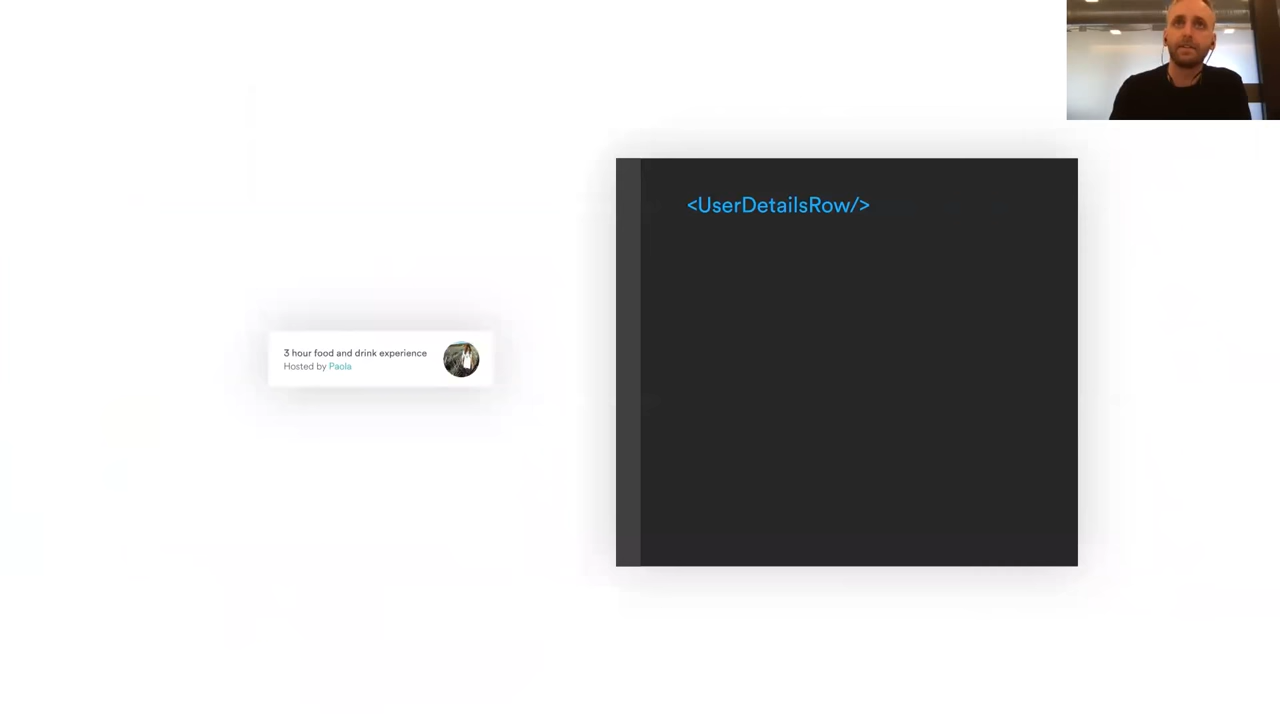 3 hour food and drink experience
Hosted by Paola
<UserDetailsRow/>